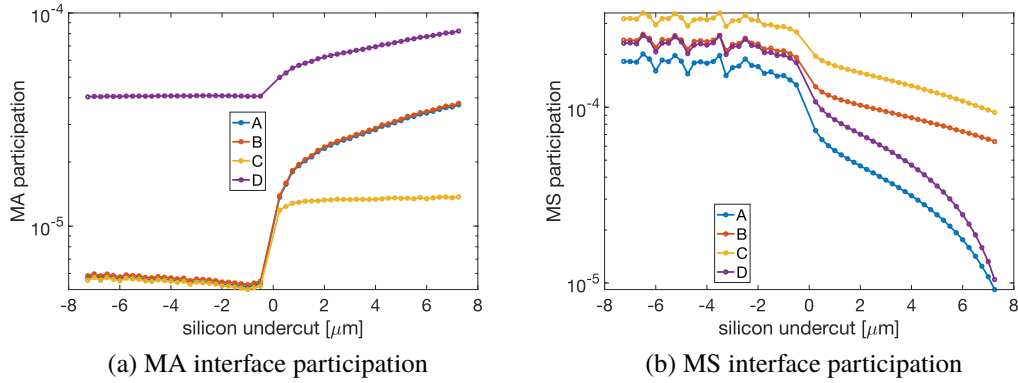 10⁻⁴
10⁻⁵
MA participation
A
B
C
D
-8 -6 -4 -2 0 2 4 6 8
silicon undercut [μm]
(a) MA interface participation
10⁻⁴
10⁻⁵
MS participation
A
B
C
D
-8 -6 -4 -2 0 2 4 6 8
silicon undercut [μm]
(b) MS interface participation